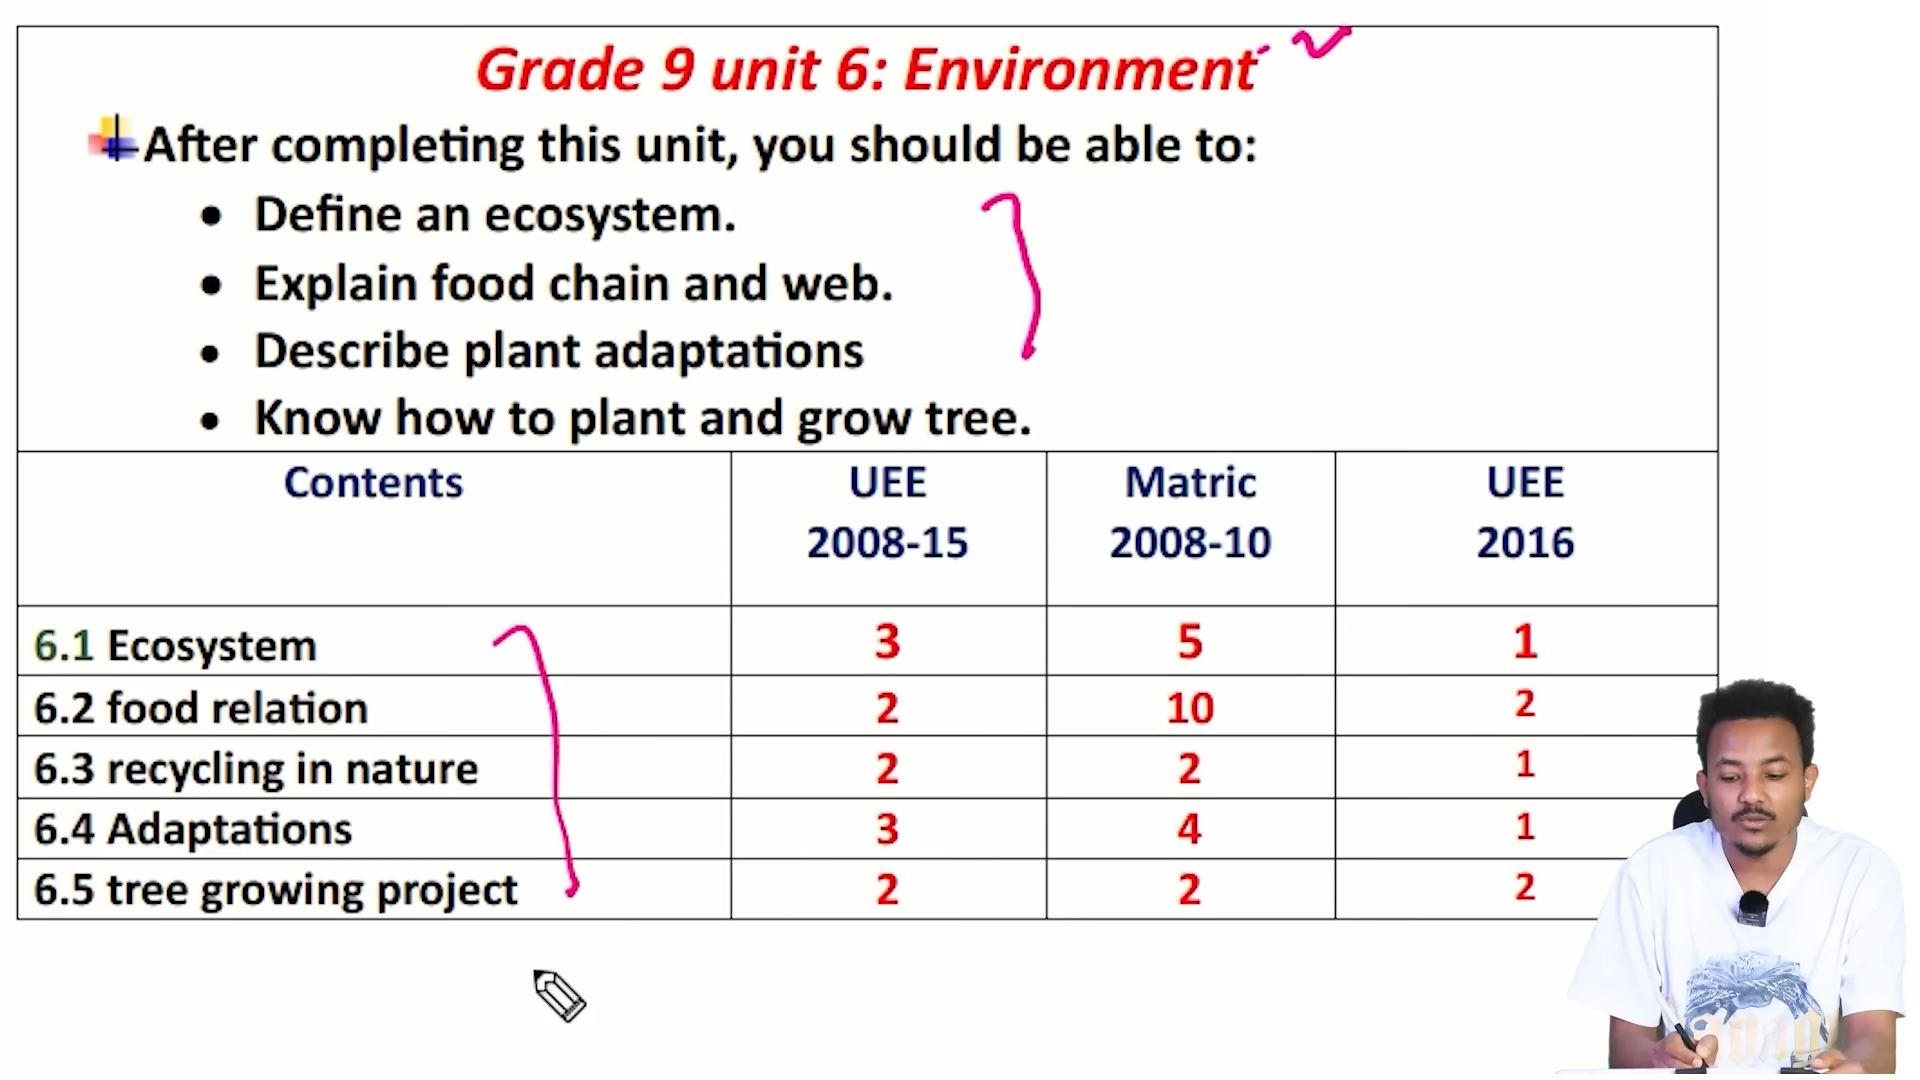 Grade 9 unit 6: Environment
After completing this unit, you should be able to:
• Define an ecosystem.
• Explain food chain and web.
• Describe plant adaptations
• Know how to plant and grow tree.
Contents UEE 2008-15 Matric 2008-10 UEE 2016
6.1 Ecosystem 3 5 1
6.2 food relation 2 10 2
6.3 recycling in nature 2 2 1
6.4 Adaptations 3 4 1
6.5 tree growing project 2 2 2